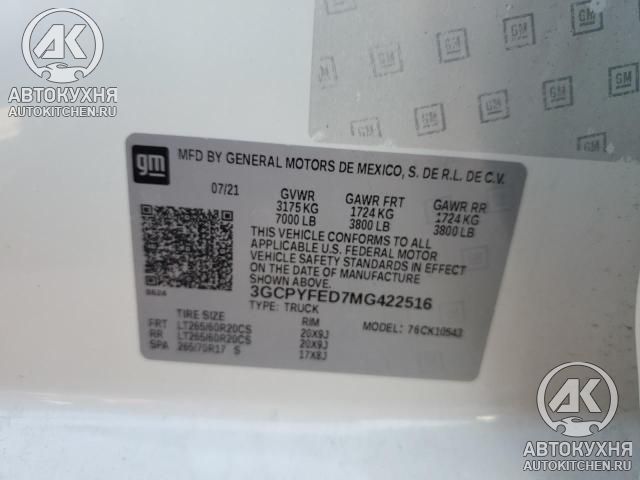 АВТОКУХНЯ
AUTOKITCHEN.RU
GM
gm
MFD BY GENERAL MOTORS DE MEXICO, S. DE R.L. DE C.V.
07/21 GVWR GAWR FRT GAWR RR
3175 KG 1724 KG 1724 KG
7000 LB 3800 LB 3800 LB
THIS VEHICLE CONFORMS TO ALL
APPLICABLE U.S. FEDERAL MOTOR
VEHICLE SAFETY STANDARDS IN EFFECT
ON THE DATE OF MANUFACTURE
3GCPYFED7MG422516
TYPE: TRUCK
TIRE SIZE RIM MODEL: 76CK10543
FRT LT265/60R20CS 20X9J
RR LT265/60R20CS 20X9J
SPA 265/70R17 S 17X8J
АВТОКУХНЯ
AUTOKITCHEN.RU